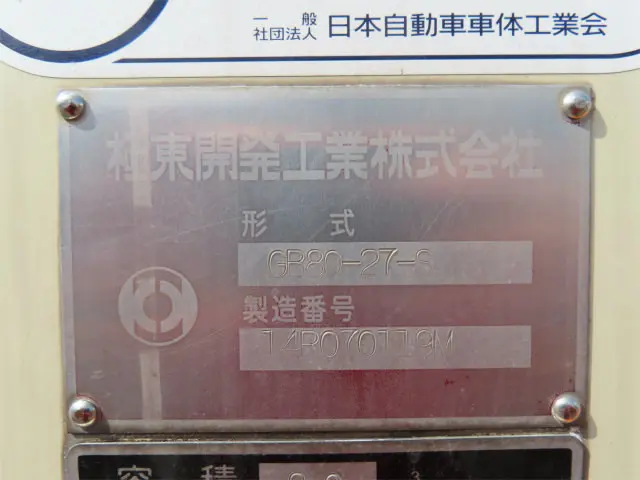 一般
社団法人 日本自動車車体工業会
極東開発工業株式会社
形式
GB80-27-S
製造番号
14R070119M
容積